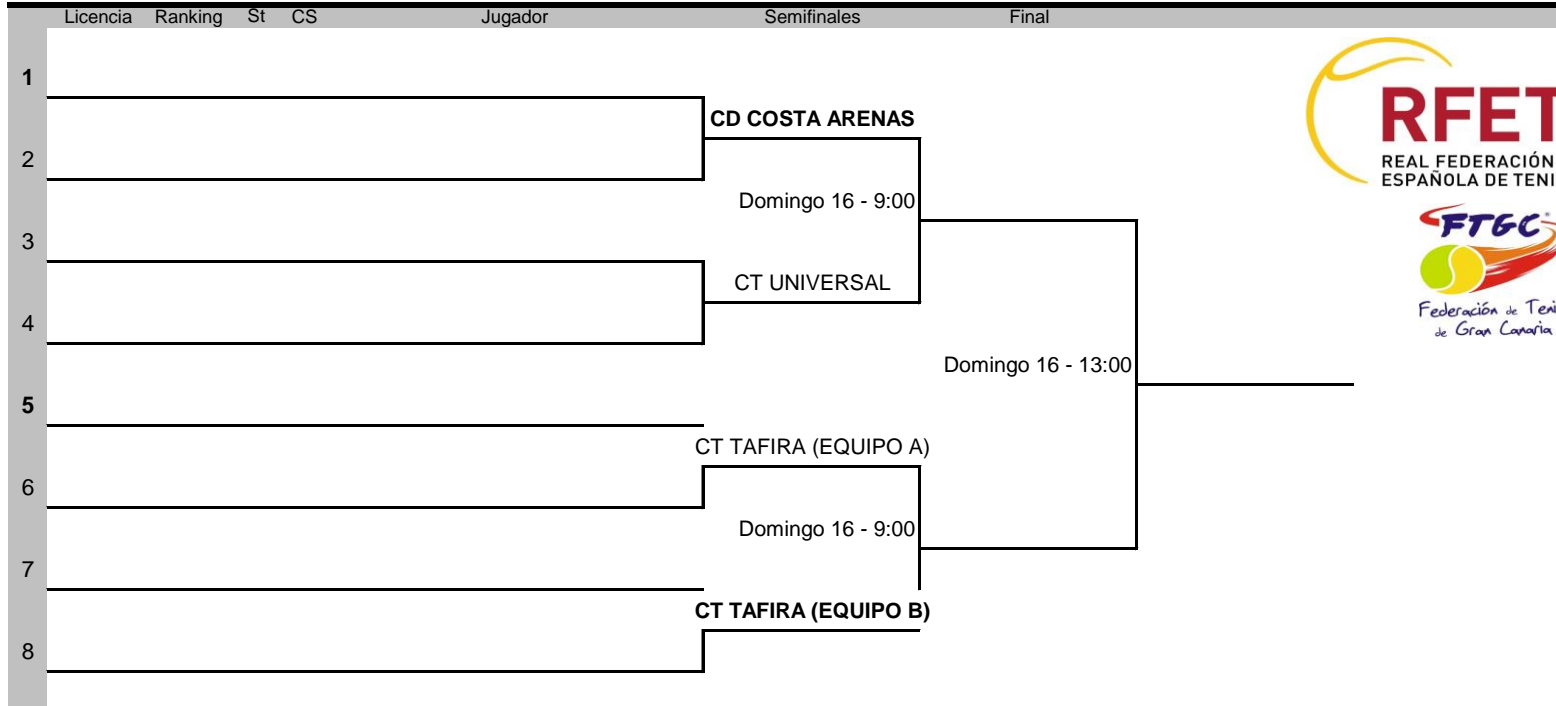 Licencia Ranking St CS Jugador Semifinales Final
1
CD COSTA ARENAS
2
Domingo 16 - 9:00
3
CT UNIVERSAL
4
Domingo 16 - 13:00
5
CT TAFIRA (EQUIPO A)
6
Domingo 16 - 9:00
7
CT TAFIRA (EQUIPO B)
8
RFET
REAL FEDERACIÓN
ESPAÑOLA DE TENI
FTGC
Federación de Teni
de Gran Canaria